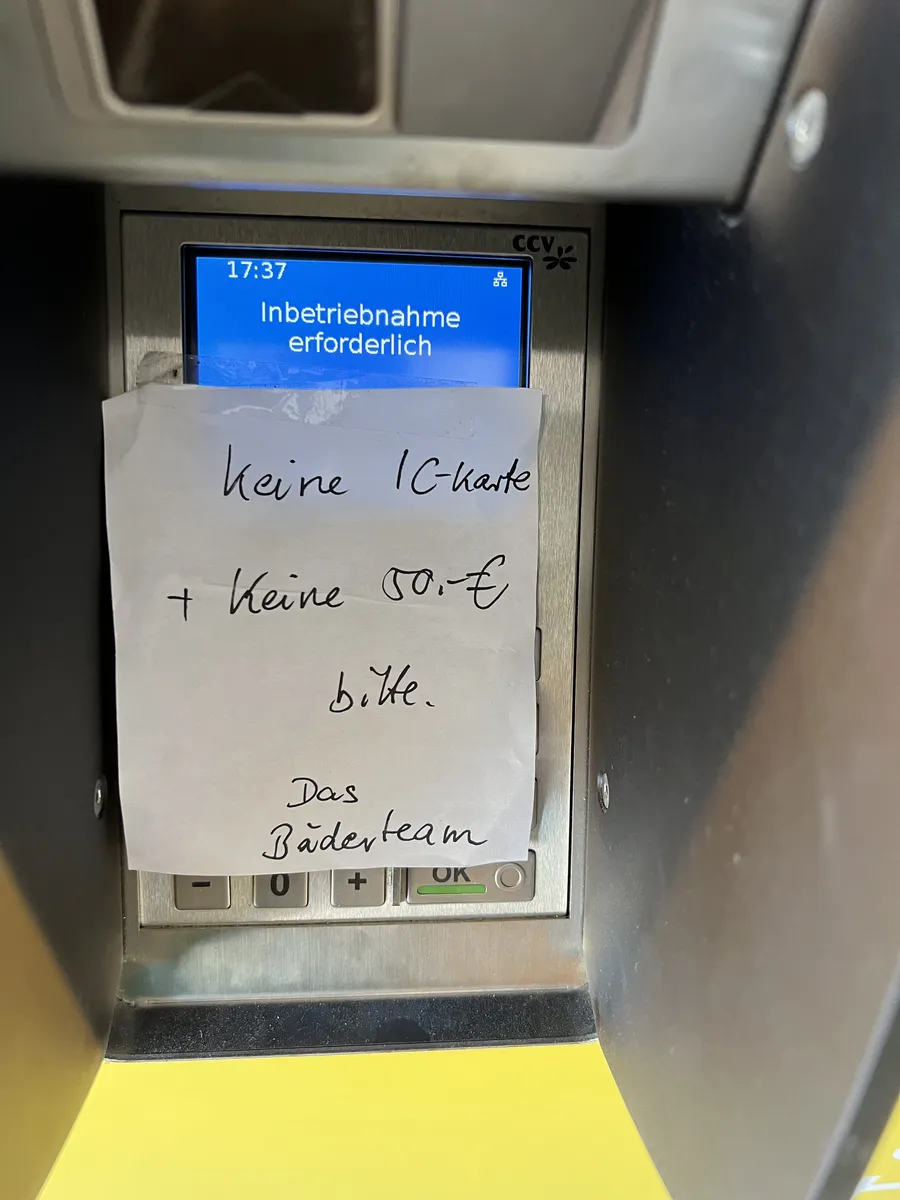 CCV
17:37
Inbetriebnahme
erforderlich
Keine IC-Karte
+ Keine 50.-€
bitte.
Das
Bäderteam
- 0 + OK